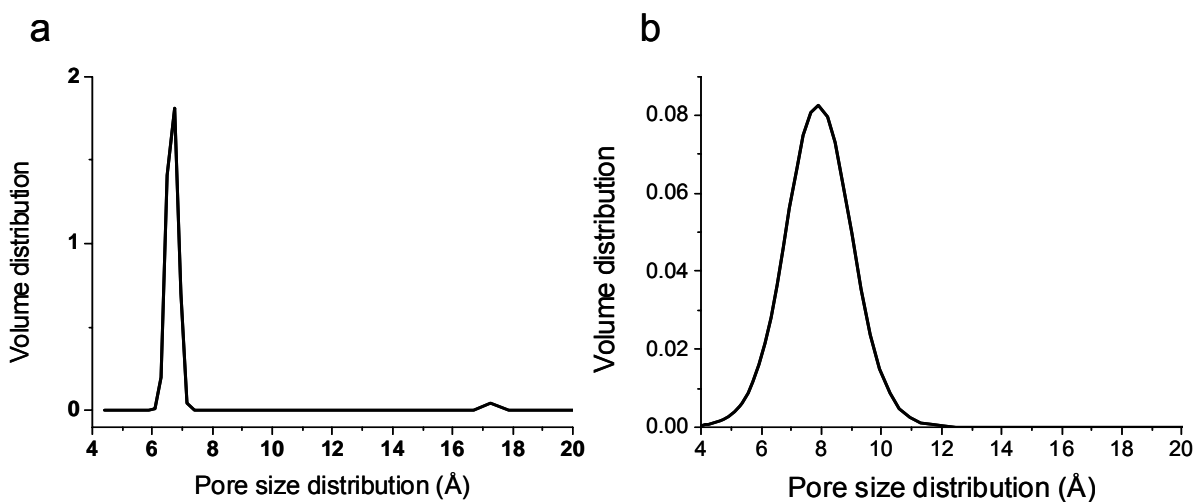 a
2
1
0
Volume distribution
4 6 8 10 12 14 16 18 20
Pore size distribution (Å)
b
0.08
0.06
0.04
0.02
0.00
Volume distribution
4 6 8 10 12 14 16 18 20
Pore size distribution (Å)